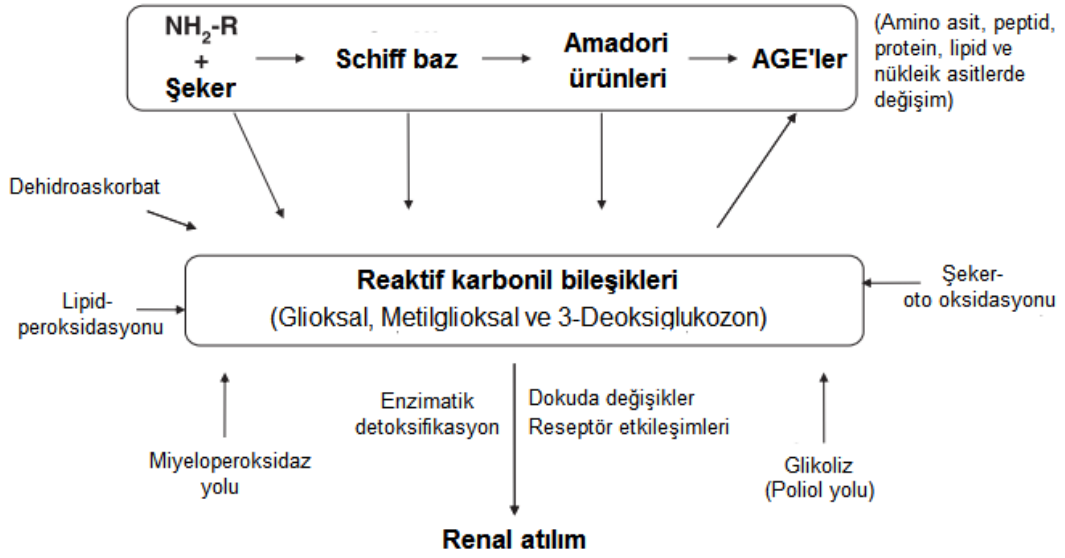 NH2-R
+
Şeker
Schiff baz
Amadori
ürünleri
AGE'ler
(Amino asit, peptid,
protein, lipid ve
nükleik asitlerde
değişim)
Dehidroaskorbat
Reaktif karbonil bileşikleri
(Glioksal, Metilglioksal ve 3-Deoksiglukozon)
Lipid-
peroksidasyonu
Şeker-
oto oksidasyonu
Enzimatik
detoksifikasyon
Dokuda değişikler
Reseptör etkileşimleri
Miyeloperoksidaz
yolu
Glikoliz
(Poliol yolu)
Renal atılım